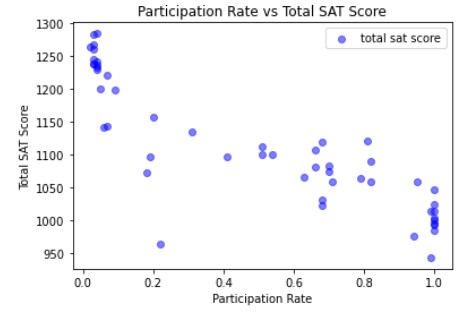 Participation Rate vs Total SAT Score
total sat score
Total SAT Score
1300
1250
1200
1150
1100
1050
1000
950
0.0 0.2 0.4 0.6 0.8 1.0
Participation Rate